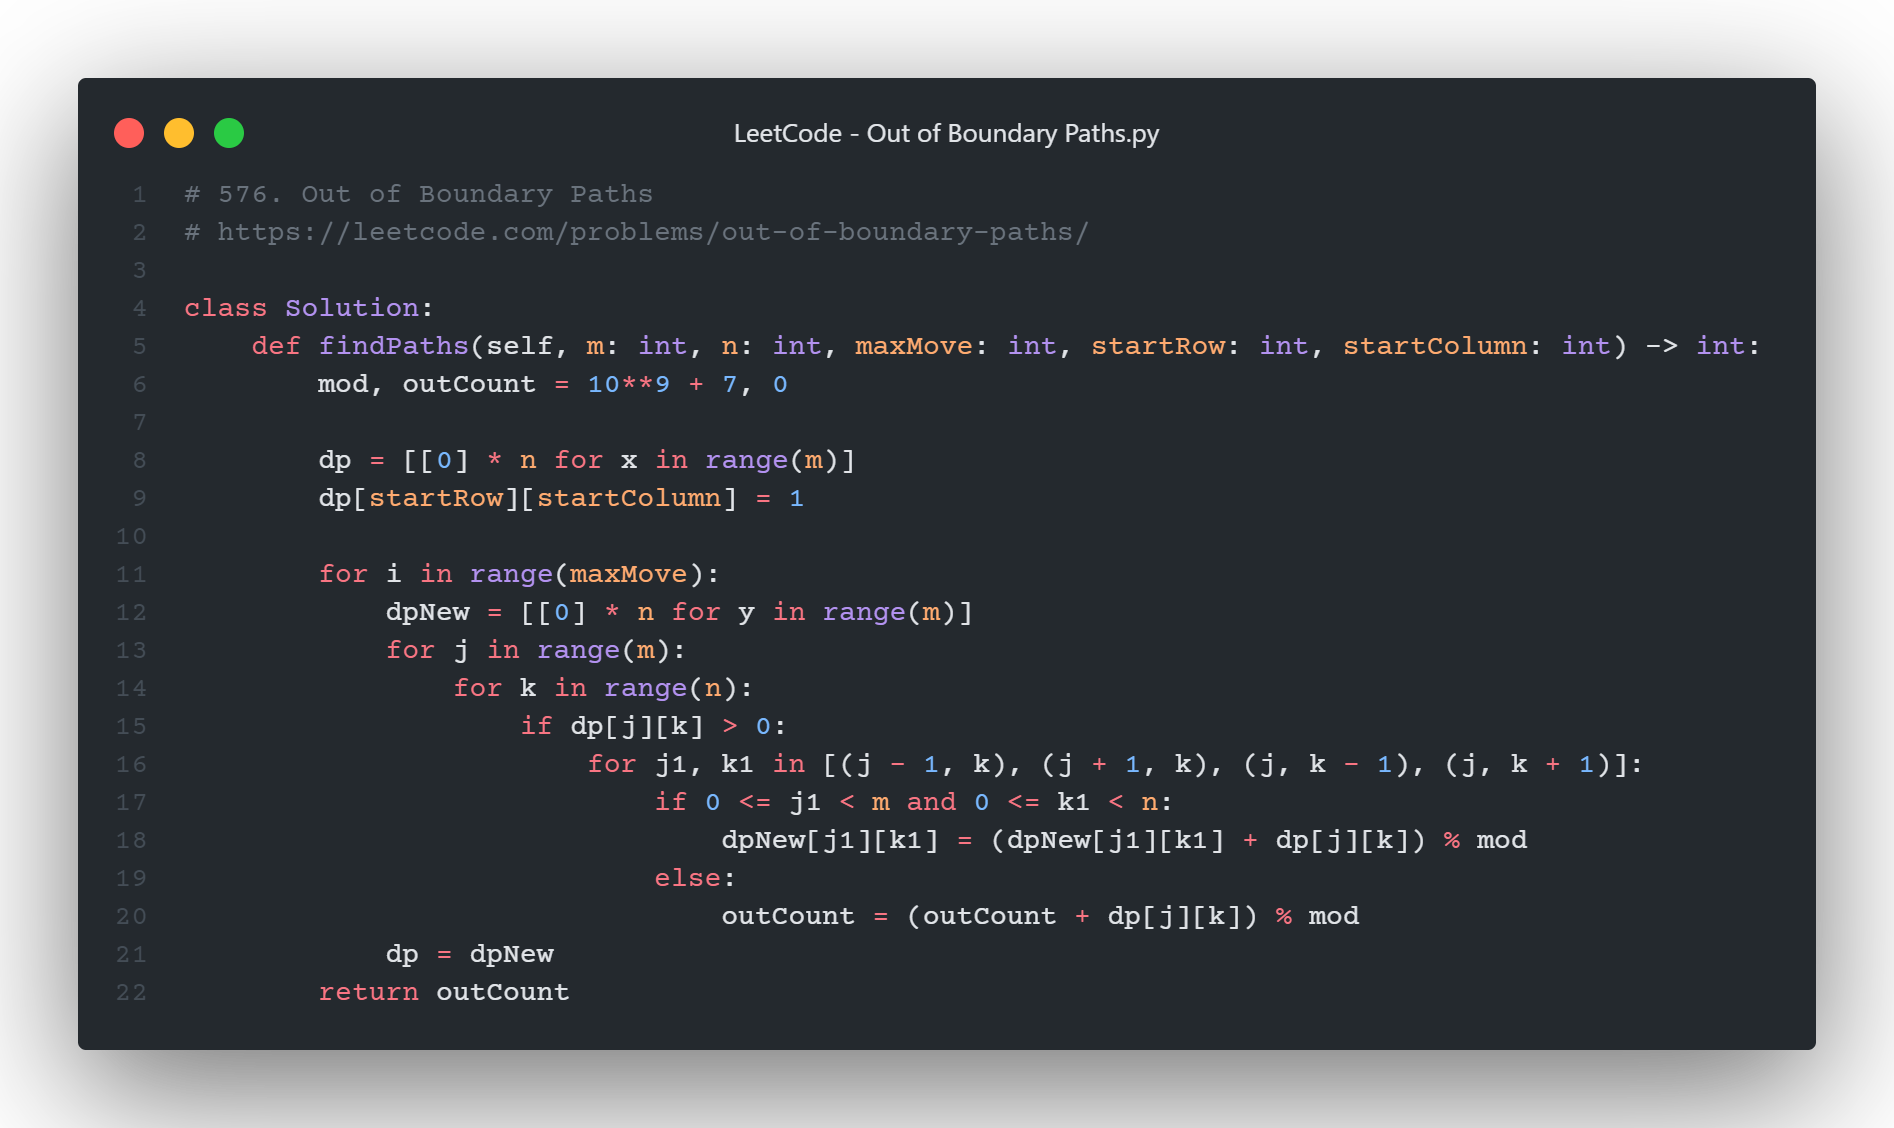 LeetCode - Out of Boundary Paths.py
1 # 576. Out of Boundary Paths
2 # https://leetcode.com/problems/out-of-boundary-paths/
3
4 class Solution:
5     def findPaths(self, m: int, n: int, maxMove: int, startRow: int, startColumn: int) -> int:
6         mod, outCount = 10**9 + 7, 0
7
8         dp = [[0] * n for x in range(m)]
9         dp[startRow][startColumn] = 1
10
11         for i in range(maxMove):
12             dpNew = [[0] * n for y in range(m)]
13             for j in range(m):
14                 for k in range(n):
15                     if dp[j][k] > 0:
16                         for j1, k1 in [(j - 1, k), (j + 1, k), (j, k - 1), (j, k + 1)]:
17                             if 0 <= j1 < m and 0 <= k1 < n:
18                                 dpNew[j1][k1] = (dpNew[j1][k1] + dp[j][k]) % mod
19                             else:
20                                 outCount = (outCount + dp[j][k]) % mod
21             dp = dpNew
22         return outCount